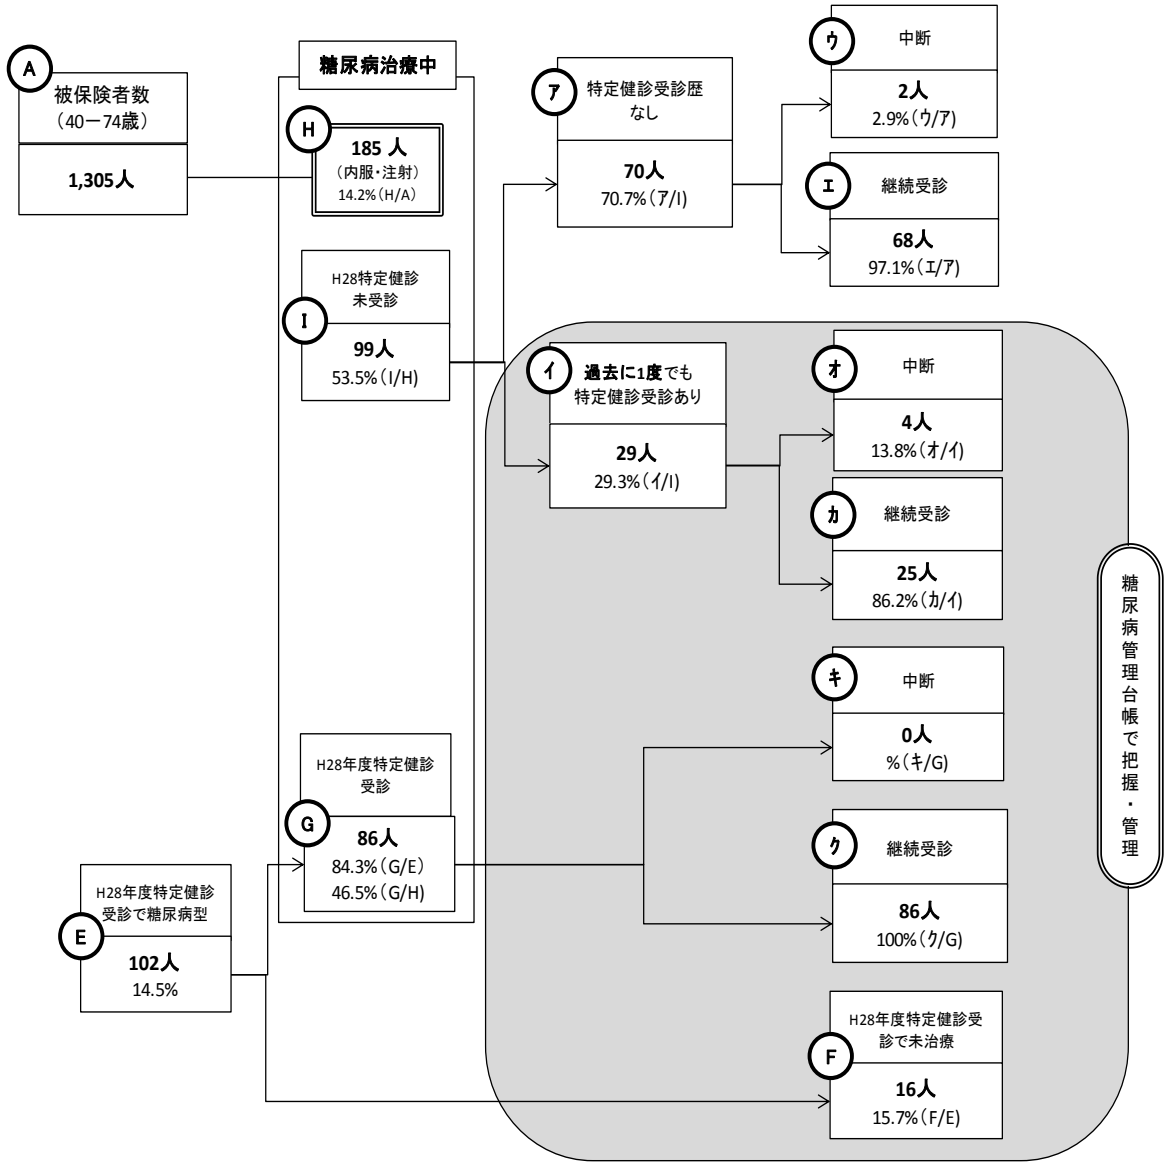 A
被保険者数
（40－74歳）
1,305人
糖尿病治療中
H
185 人
（内服・注射）
14.2%（H/A）
I
H28特定健診
未受診
99人
53.5%（I/H）
ア
特定健診受診歴
なし
70人
70.7%（ア/I）
ウ
中断
2人
2.9%（ウ/ア）
エ
継続受診
68人
97.1%（エ/ア）
イ
過去に1度でも
特定健診受診あり
29人
29.3%（イ/I）
オ
中断
4人
13.8%（オ/イ）
カ
継続受診
25人
86.2%（カ/イ）
G
H28年度特定健診
受診
86人
84.3%（G/E）
46.5%（G/H）
キ
中断
0人
%（キ/G）
ク
継続受診
86人
100%（ク/G）
E
H28年度特定健診
受診で糖尿病型
102人
14.5%
F
H28年度特定健診受
診で未治療
16人
15.7%（F/E）
糖尿病管理台帳で把握・管理